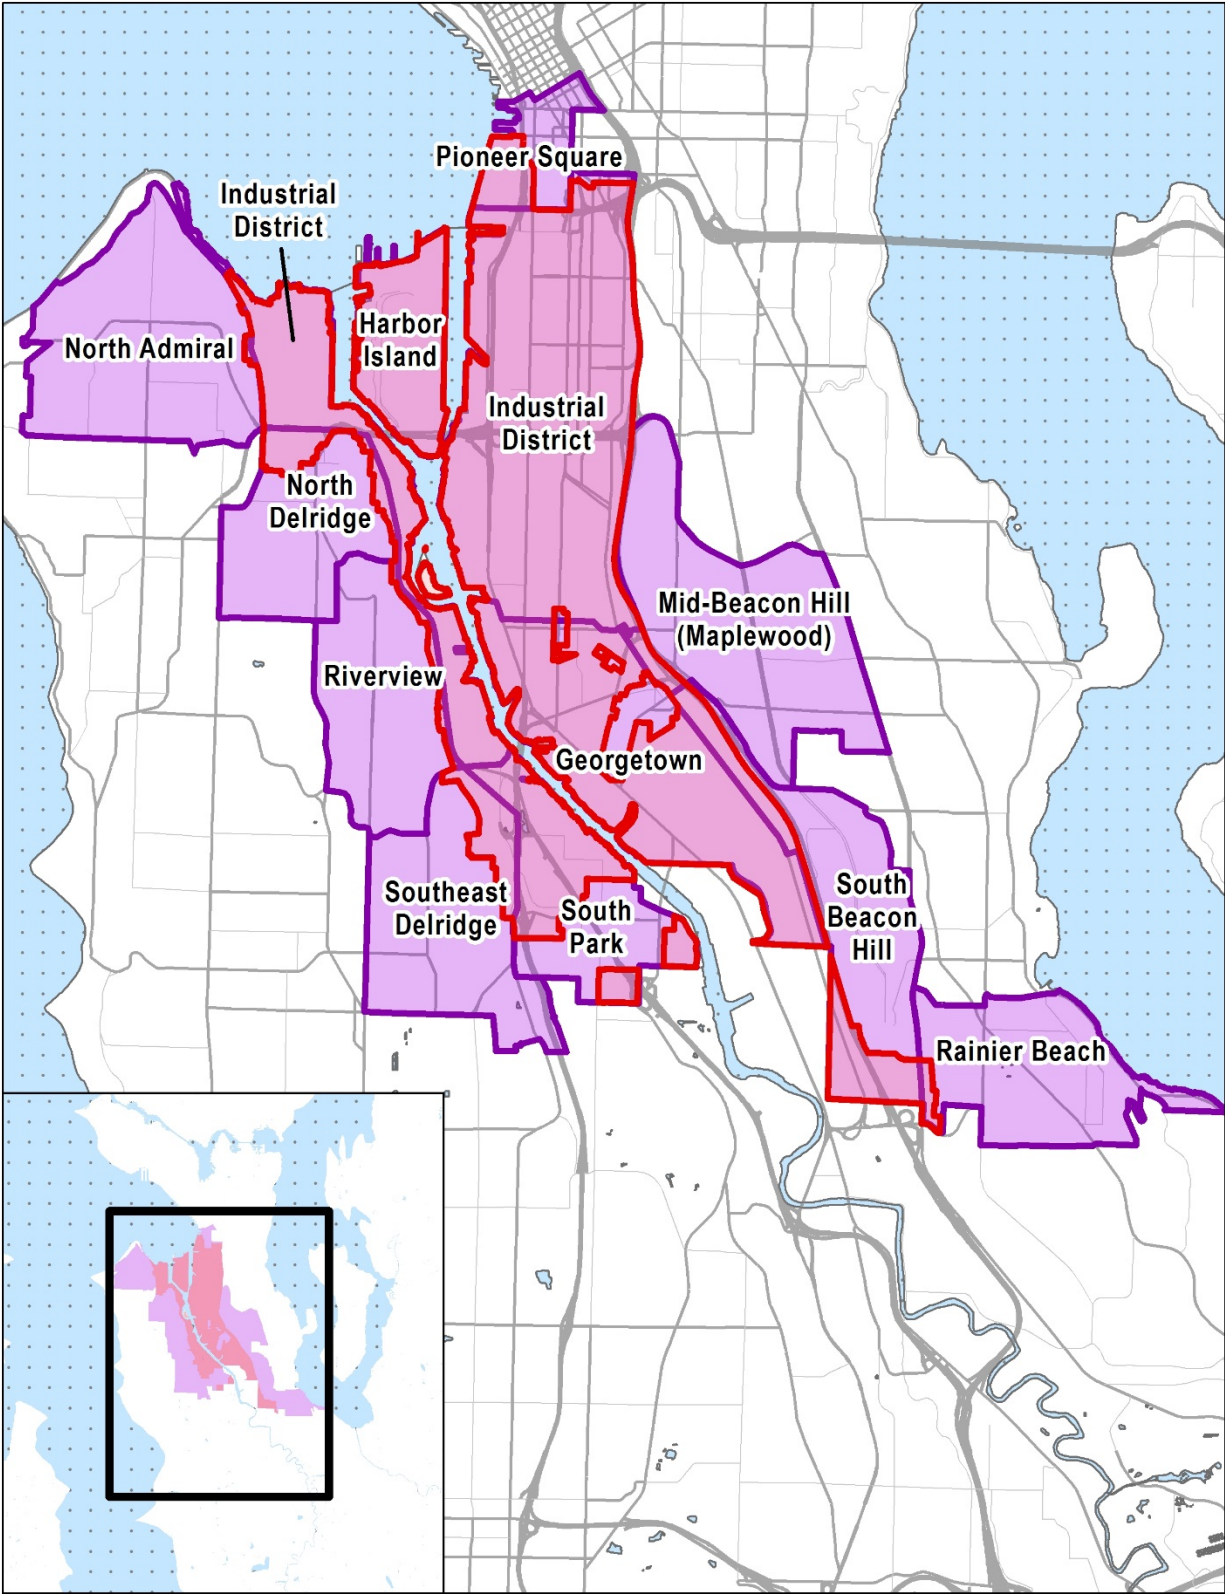 Pioneer Square
Industrial
District
North Admiral
Harbor
Island
Industrial
District
North
Delridge
Mid-Beacon Hill
(Maplewood)
Riverview
Georgetown
Southeast
Delridge
South
Park
South
Beacon
Hill
Rainier Beach